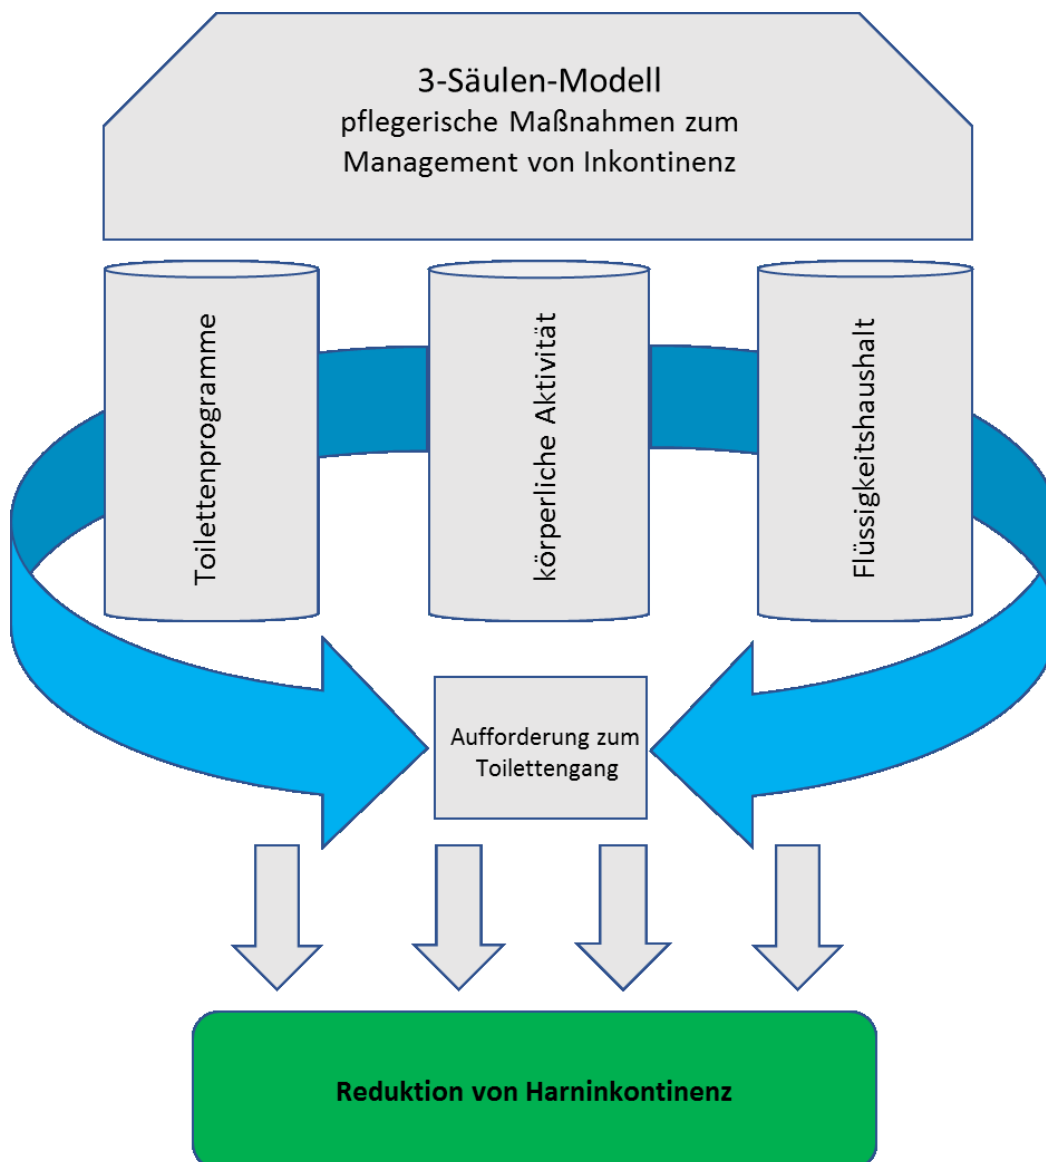 3-Säulen-Modell
pflegerische Maßnahmen zum
Management von Inkontinenz
Toilettenprogramme
körperliche Aktivität
Flüssigkeitshaushalt
Aufforderung zum
Toilettengang
Reduktion von Harninkontinenz